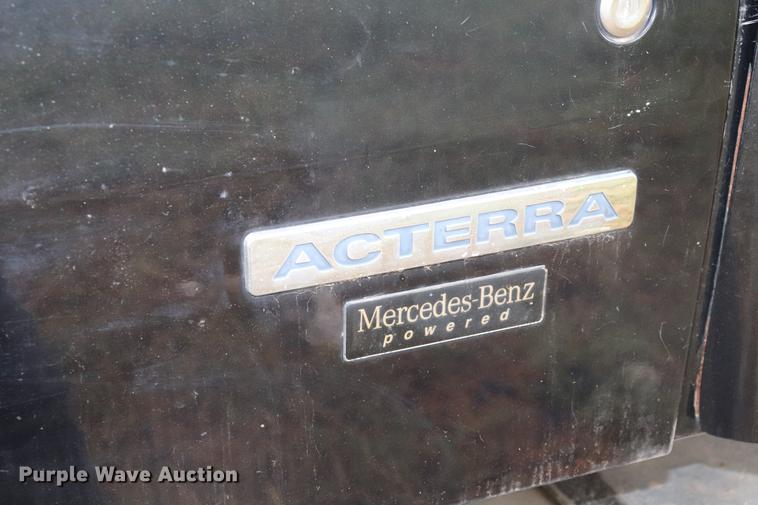 ACTERRA
Mercedes-Benz
powered
Purple Wave Auction